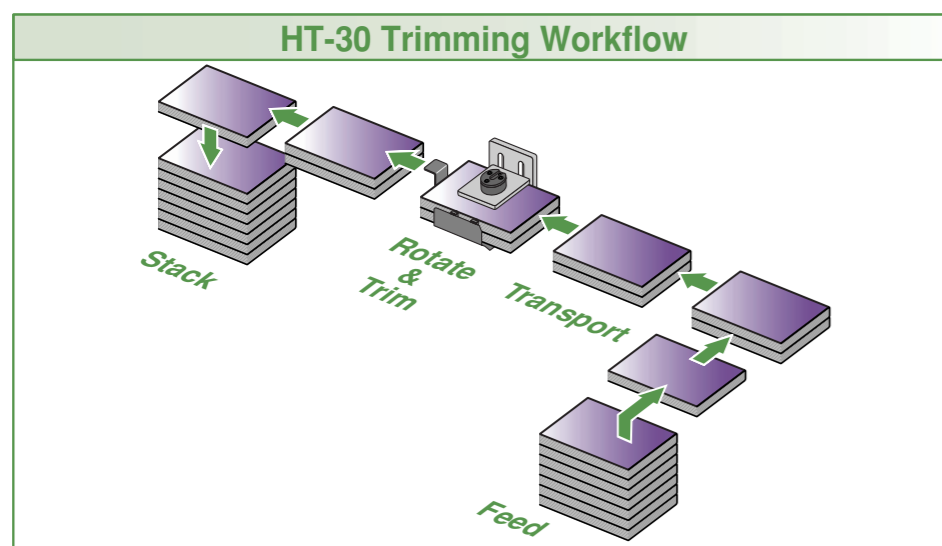 HT-30 Trimming Workflow
Stack
Rotate
&
Trim
Transport
Feed